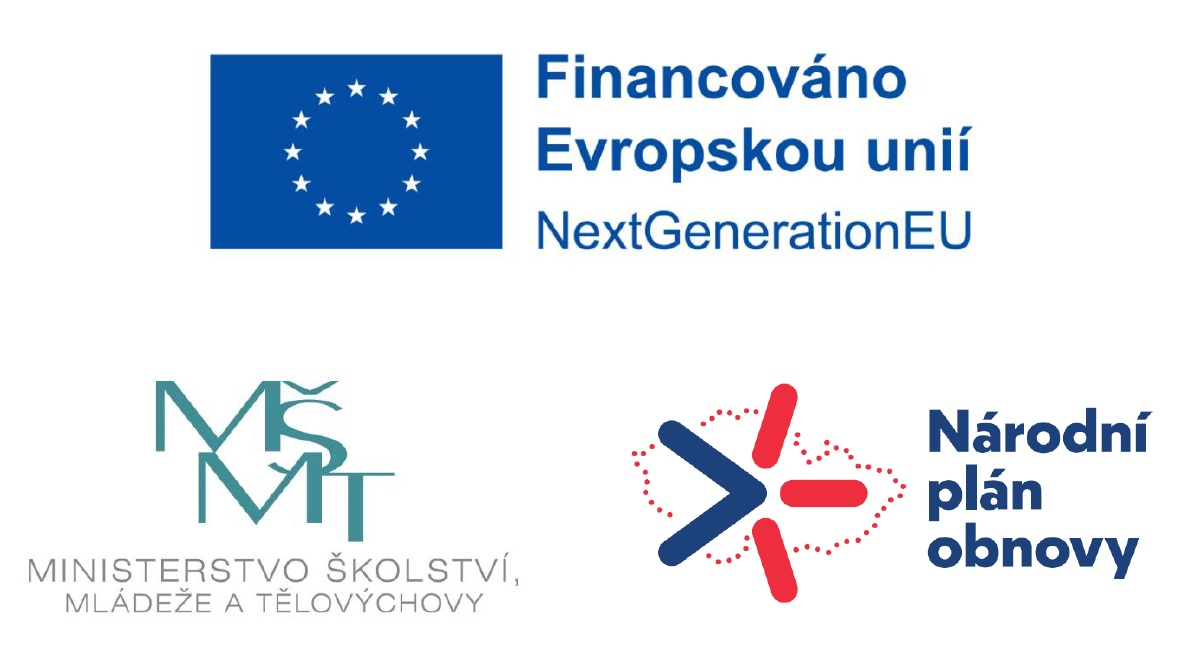 Financováno
Evropskou unií
NextGenerationEU
MŠ
MT
MINISTERSTVO ŠKOLSTVÍ,
MLÁDEŽE A TĚLOVÝCHOVY
Národní
plán
obnovy